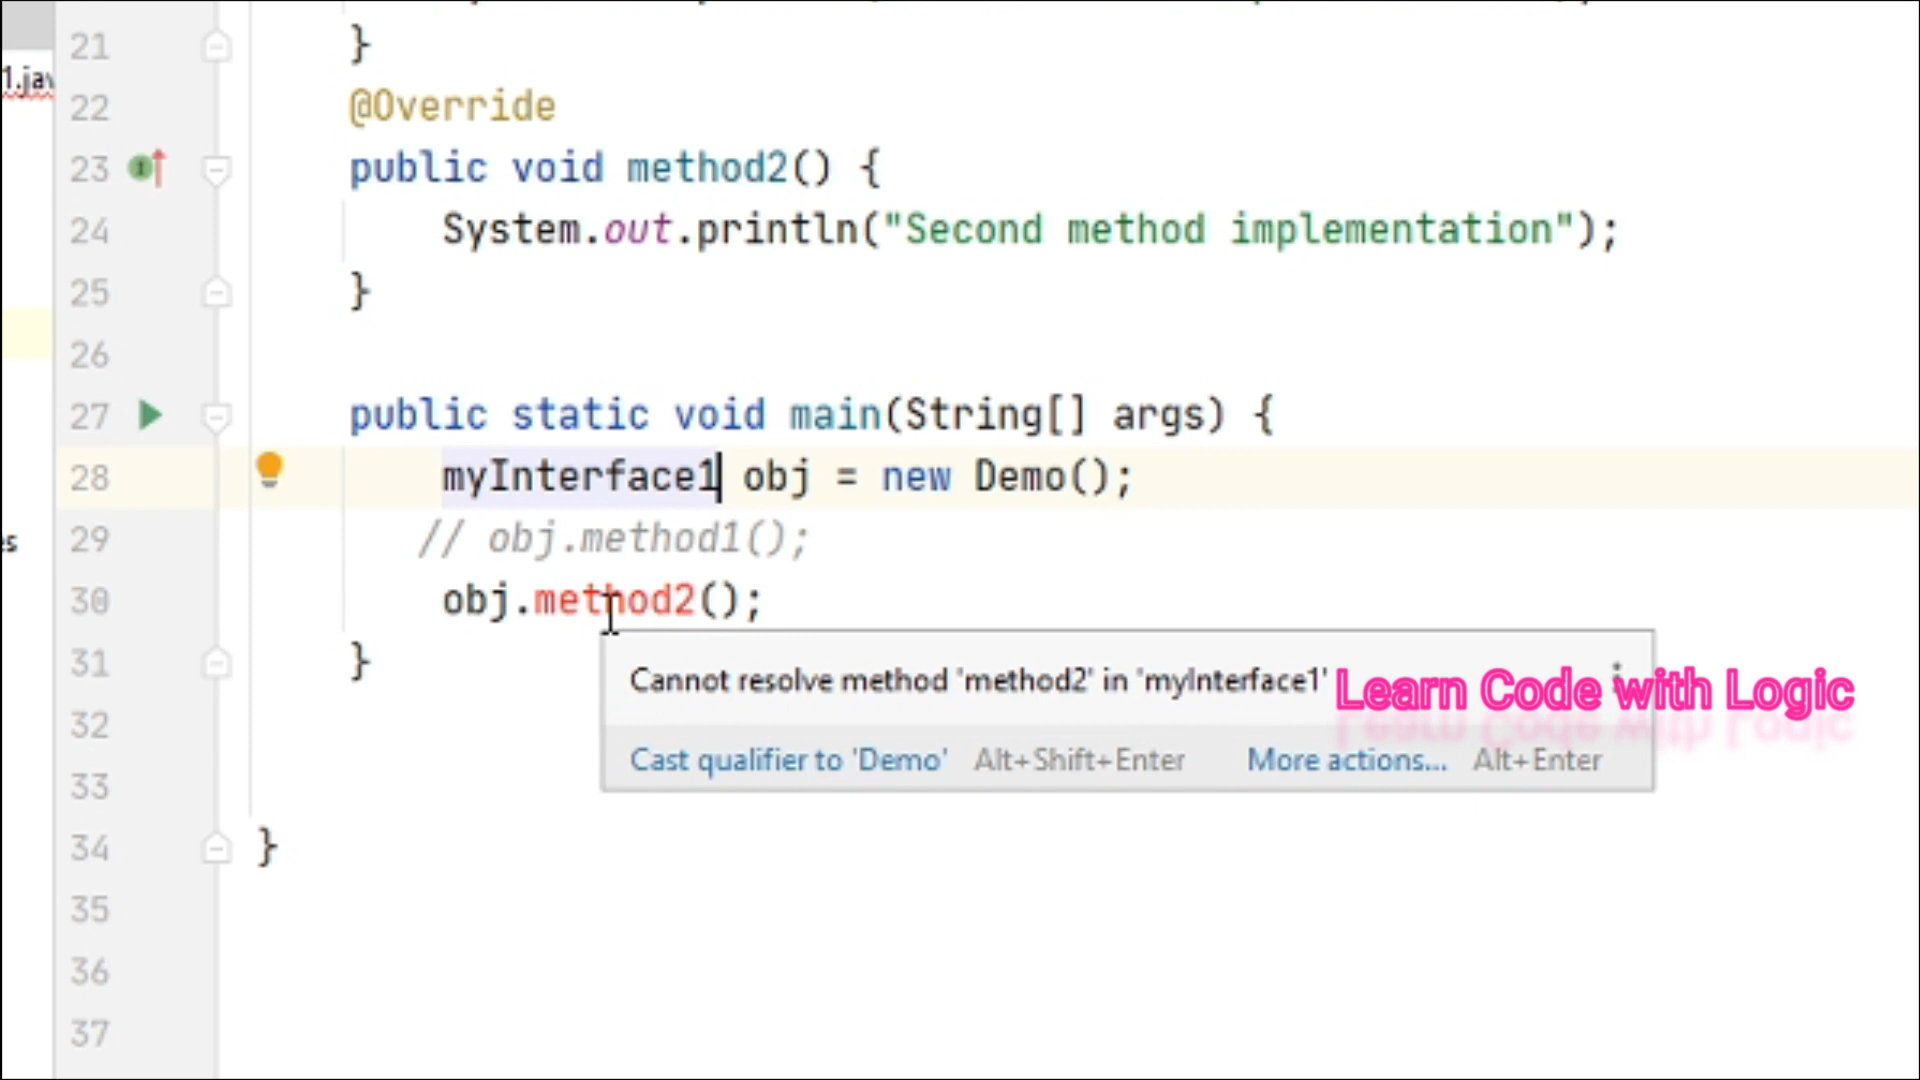 21 }
1.jav
22 @Override
23 public void method2() {
24 System.out.println("Second method implementation");
25 }
26
27 public static void main(String[] args) {
28 myInterface1 obj = new Demo();
es 29 // obj.method1();
30 obj.method2();
31 }
Cannot resolve method 'method2' in 'myInterface1'
Learn Code with Logic
32
Cast qualifier to 'Demo' Alt+Shift+Enter More actions... Alt+Enter
33
34 }
35
36
37